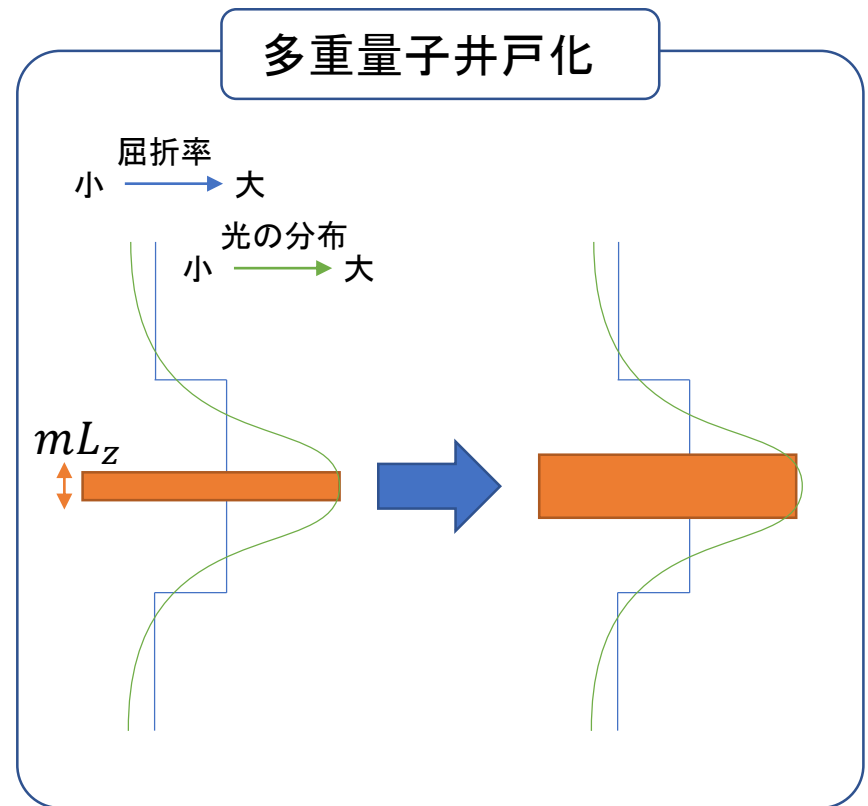 多重量子井戸化
屈折率
小 大
光の分布
小 大
mL_z